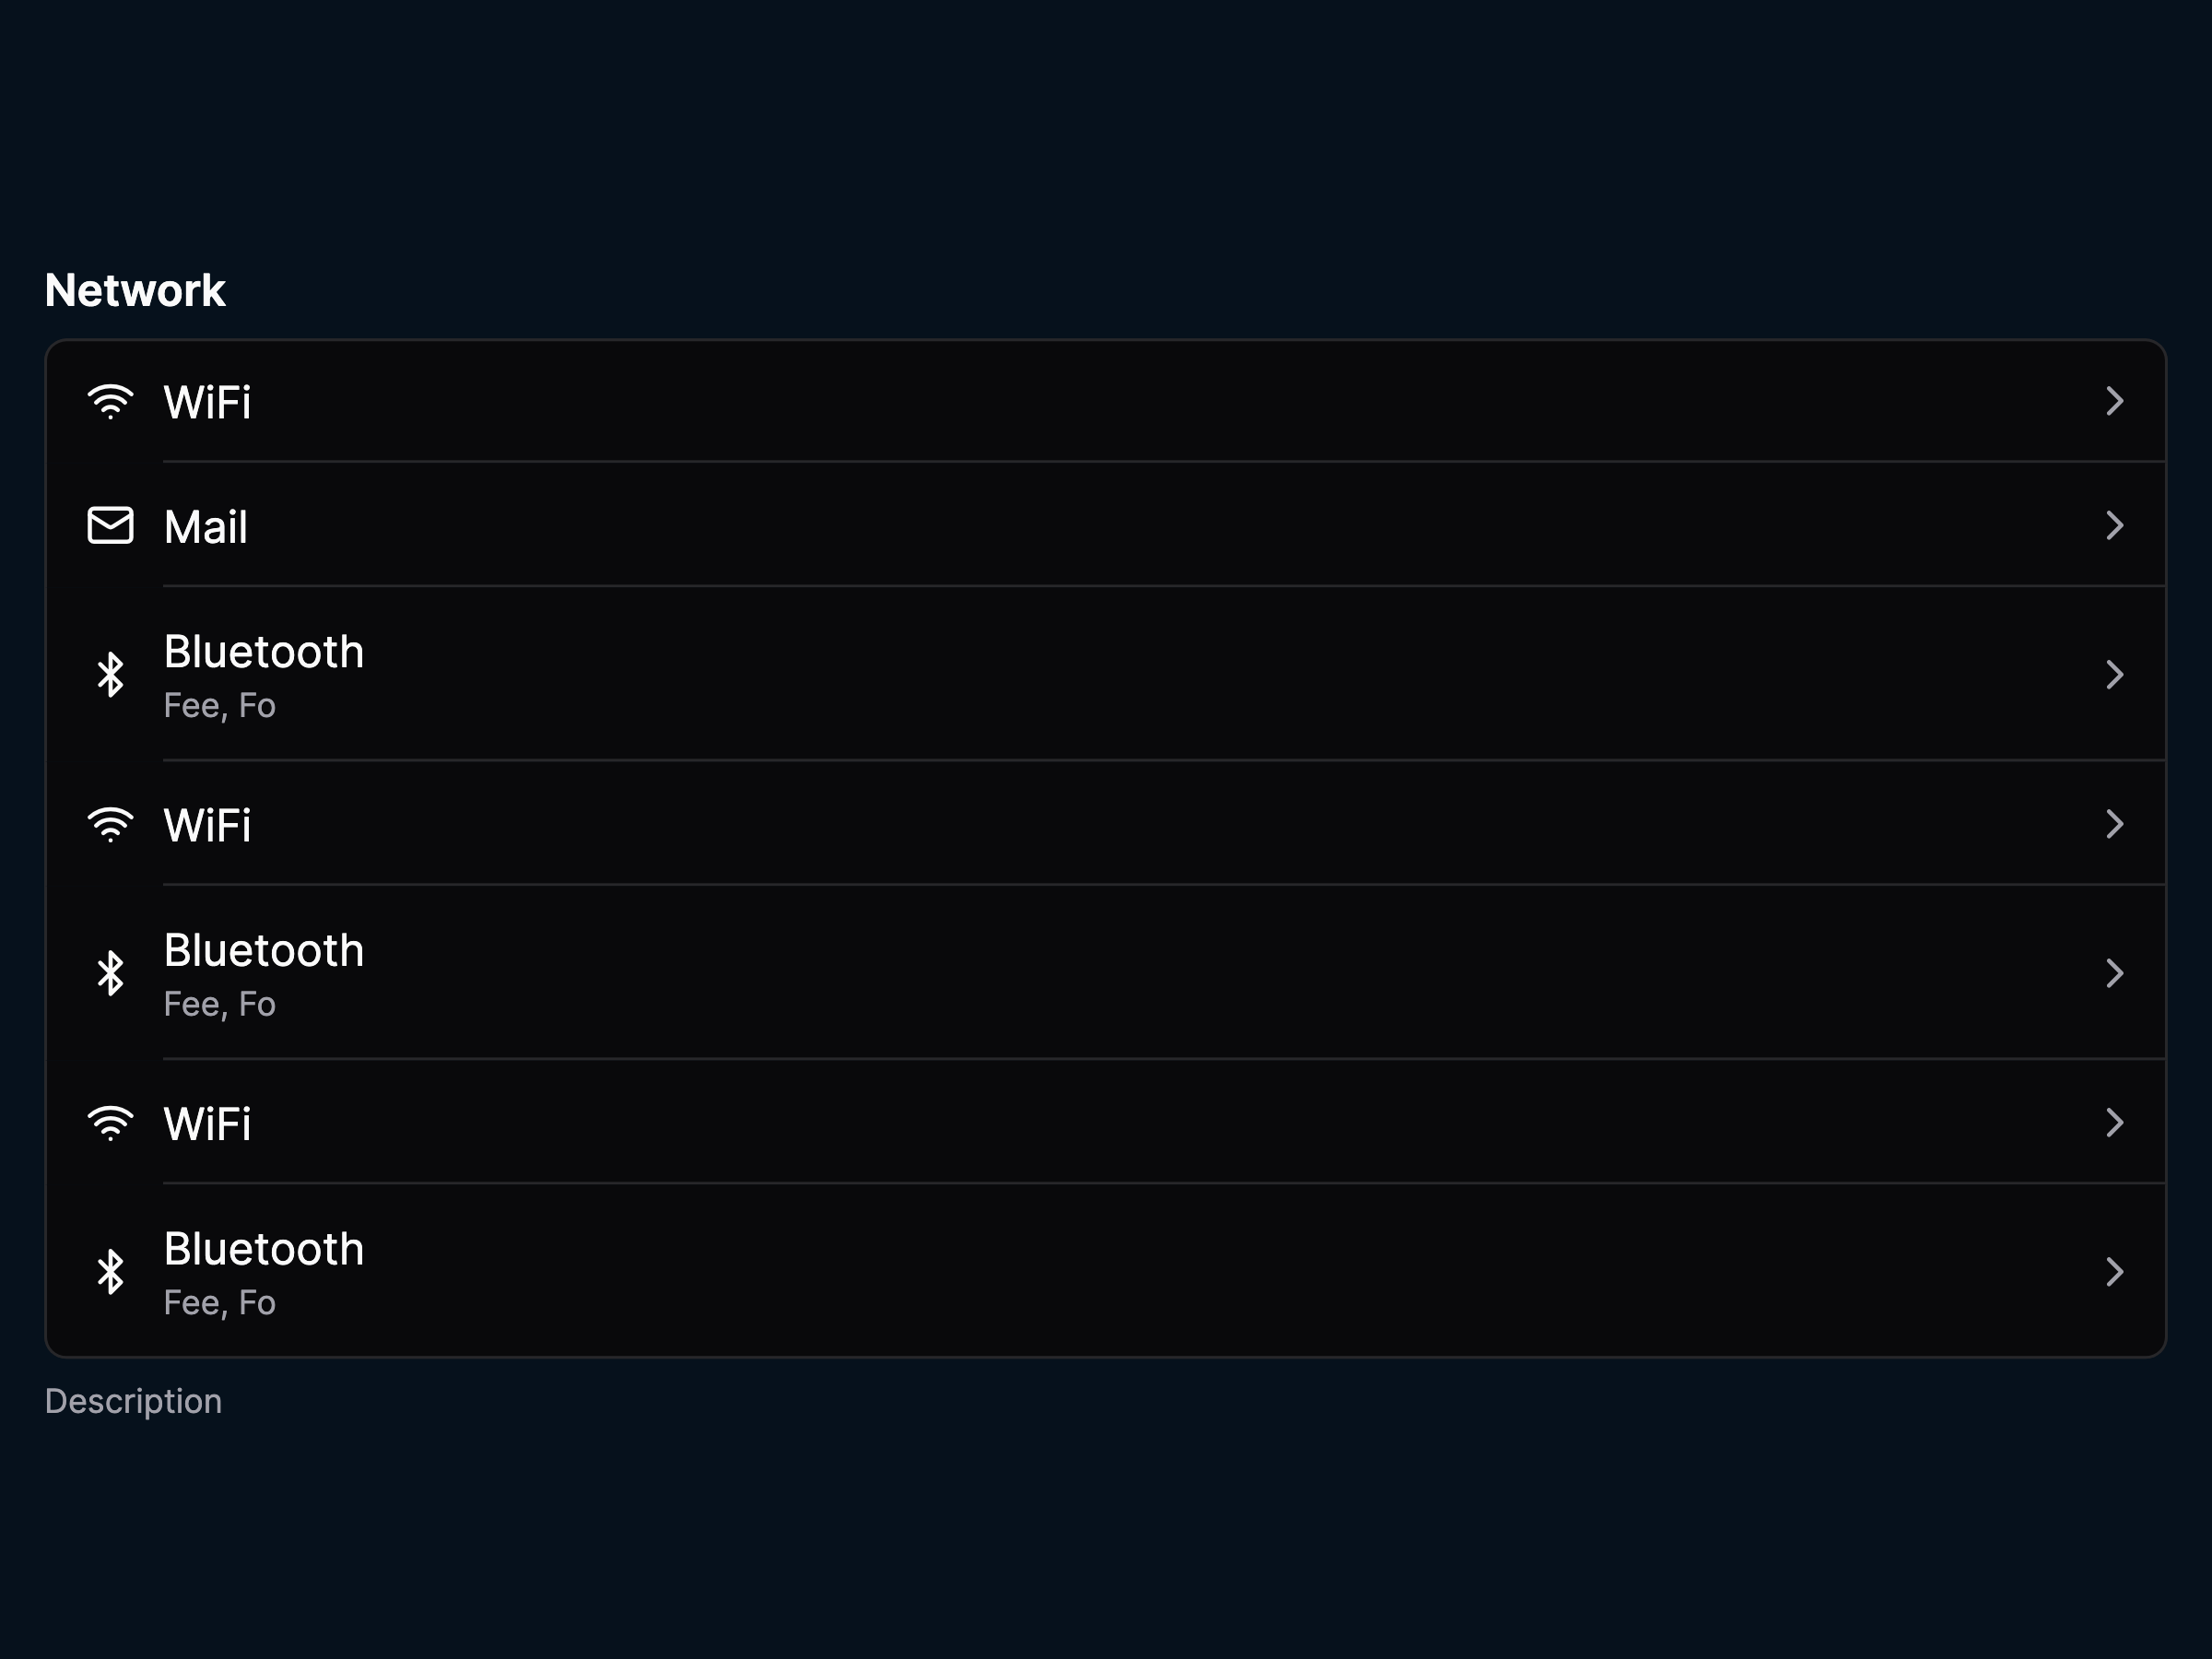 Network
WiFi
Mail
Bluetooth
Fee, Fo
WiFi
Bluetooth
Fee, Fo
WiFi
Bluetooth
Fee, Fo
Description